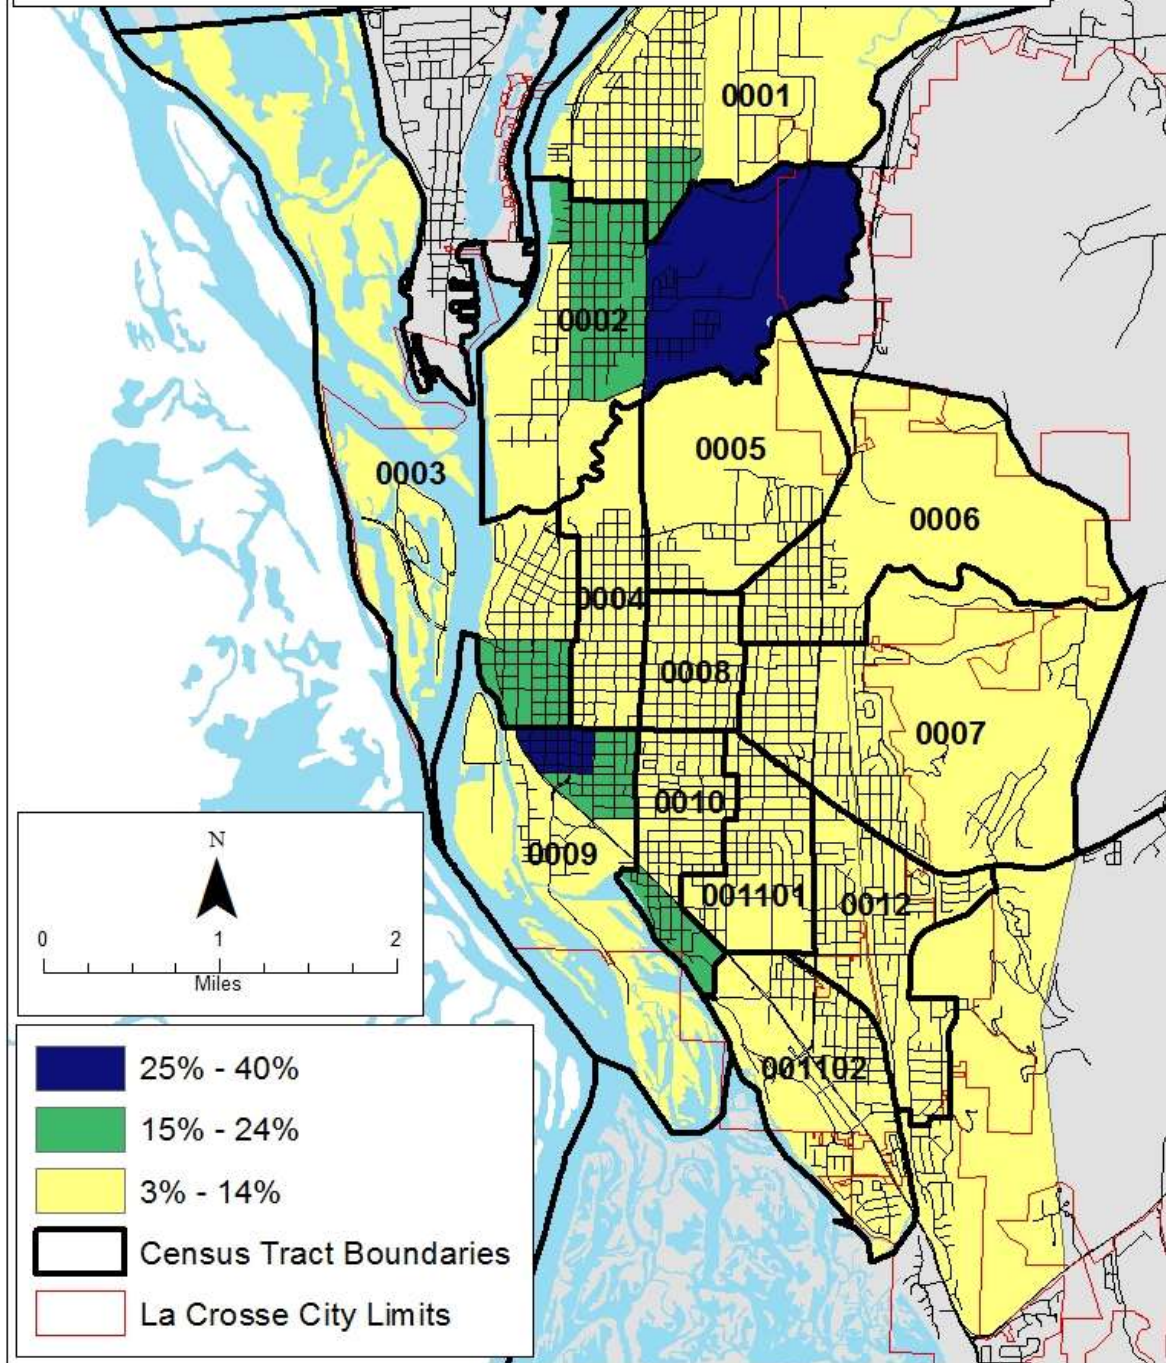 0001
0002
0005
0003
0006
0004
0008
0007
0010
0009
001101
0012
001102
N
0 1 2
Miles
25% - 40%
15% - 24%
3% - 14%
Census Tract Boundaries
La Crosse City Limits